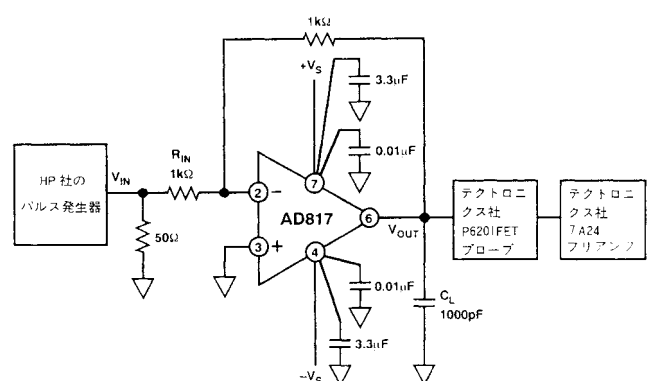 1kΩ
+VS
3.3μF
0.01μF
HP社の
パルス発生器
VIN
RIN
1kΩ
50Ω
2
−
3
+
AD817
7
6
4
VOUT
テクトロニ
クス社
P6201FET
プローブ
テクトロニ
クス社
7A24
プリアンプ
0.01μF
3.3μF
CL
1000pF
−VS